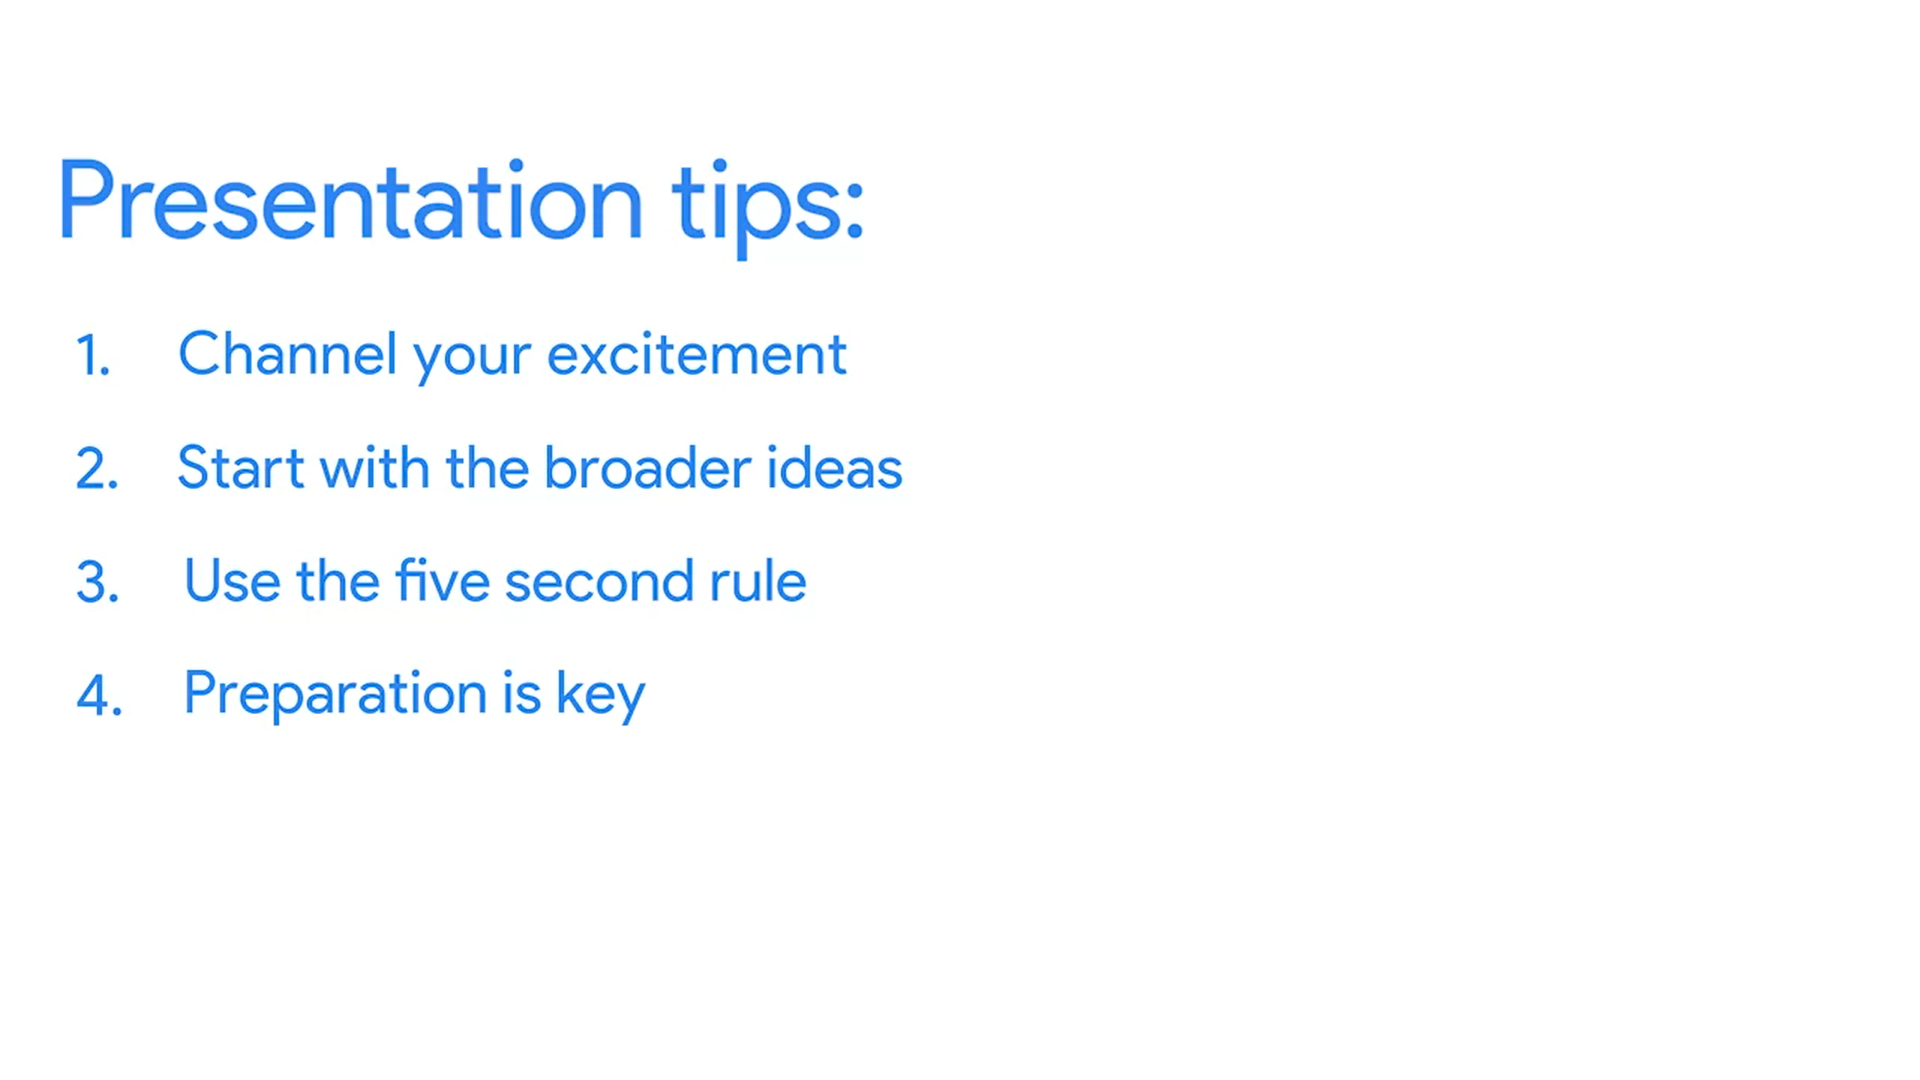 Presentation tips:
1. Channel your excitement
2. Start with the broader ideas
3. Use the five second rule
4. Preparation is key